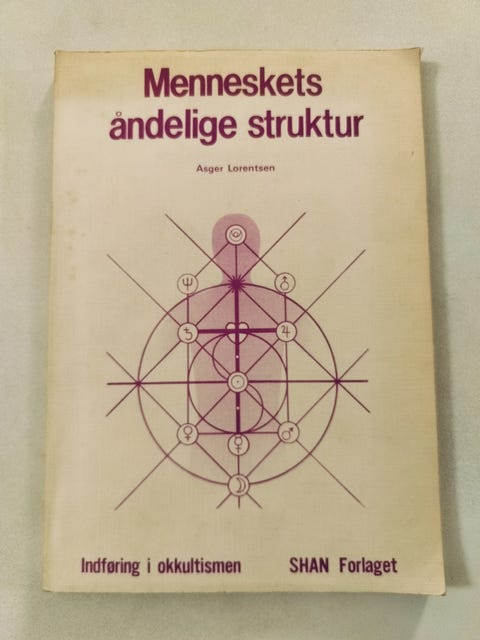 Menneskets
åndelige struktur
Asger Lorentsen
Indføring i okkultismen SHAN Forlaget